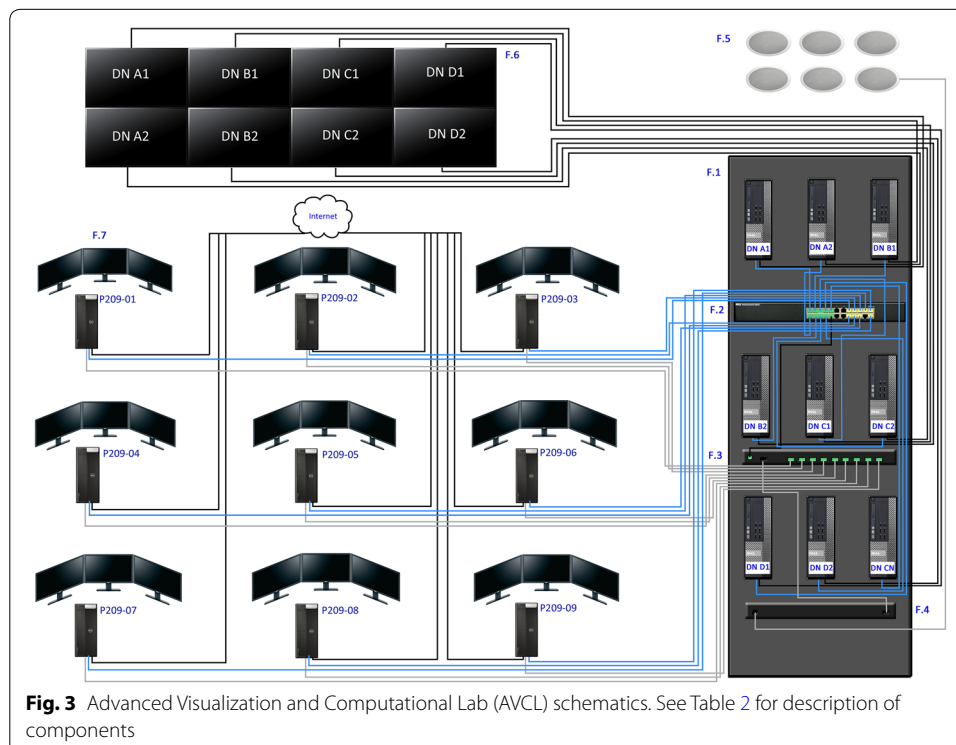 DN A1
DN B1
DN C1
DN D1
F.6
F.5
DN A2
DN B2
DN C2
DN D2
F.1
DN A1
DN A2
DN B1
Internet
F.7
P209-01
P209-02
P209-03
F.2
P209-04
P209-05
P209-06
DN B2
DN C1
DN C2
F.3
DN D1
DN D2
DN CN
F.4
P209-07
P209-08
P209-09
Fig. 3 Advanced Visualization and Computational Lab (AVCL) schematics. See Table 2 for description of
components